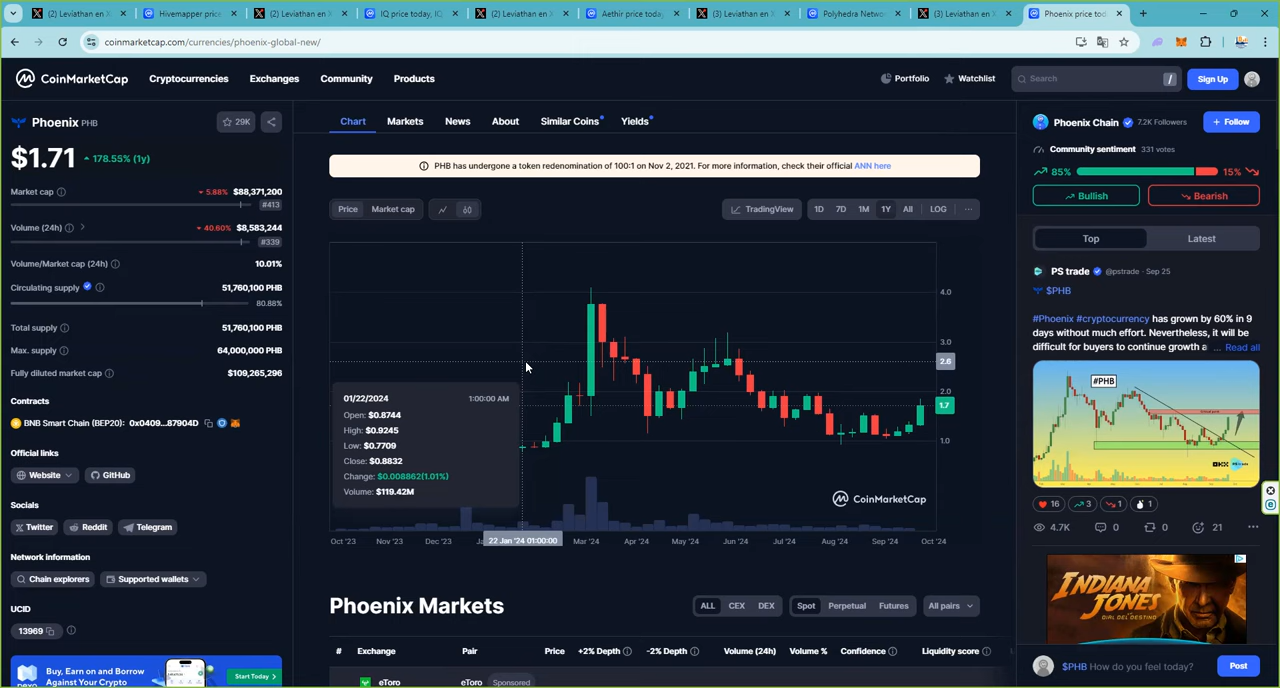 (2) Leviathan en X
Hivemapper price
(2) Leviathan en X
IQ price today, IQ
(2) Leviathan en X
Aethir price today
(3) Leviathan en X
Polyhedra Netwo
(3) Leviathan en X
Phoenix price tod
coinmarketcap.com/currencies/phoenix-global-new/
CoinMarketCap Cryptocurrencies Exchanges Community Products Portfolio Watchlist Search / Sign Up
Phoenix PHB 29K
$1.71 178.55% (1y)
Market cap 5.88% $88,371,200
#413
Volume (24h) 40.60% $8,583,244
#339
Volume/Market cap (24h) 10.01%
Circulating supply 51,760,100 PHB
80.88%
Total supply 51,760,100 PHB
Max. supply 64,000,000 PHB
Fully diluted market cap $109,265,296
Contracts
BNB Smart Chain (BEP20): 0x0409...87904D
Official links
Website GitHub
Socials
Twitter Reddit Telegram
Network information
Chain explorers Supported wallets
UCID
13969
Buy, Earn and Borrow
Against Your Crypto
Start Today
nexo
Chart Markets News About Similar Coins Yields
PHB has undergone a token redenomination of 100:1 on Nov 2, 2021. For more information, check their official ANN here
Price Market cap TradingView 1D 7D 1M 1Y All LOG ...
4.0
3.0
2.6
2.0
1.7
1.0
01/22/2024 1:00:00 AM
Open: $0.8744
High: $0.9245
Low: $0.7709
Close: $0.8832
Change: $0.008862(1.01%)
Volume: $119.42M
CoinMarketCap
Oct '23 Nov '23 Dec '23 22 Jan '24 01:00:00 Mar '24 Apr '24 May '24 Jun '24 Jul '24 Aug '24 Sep '24 Oct '24
Phoenix Markets ALL CEX DEX Spot Perpetual Futures All pairs
# Exchange Pair Price +2% Depth -2% Depth Volume (24h) Volume % Confidence Liquidity score
eToro eToro Sponsored
Phoenix Chain 7.2K Followers + Follow
Community sentiment 331 votes
85% 15%
Bullish Bearish
Top Latest
PS trade @pstrade · Sep 25
$PHB
#Phoenix #cryptocurrency has grown by 60% in 9
days without much effort. Nevertheless, it will be
difficult for buyers to continue growth a ... Read all
#PHB
OKX PS trade
16 3 1 1
4.7K 0 0 21 ...
INDIANA
JONES
Y EL GRAN
DIAL DEL DESTINO
$PHB How do you feel today? Post